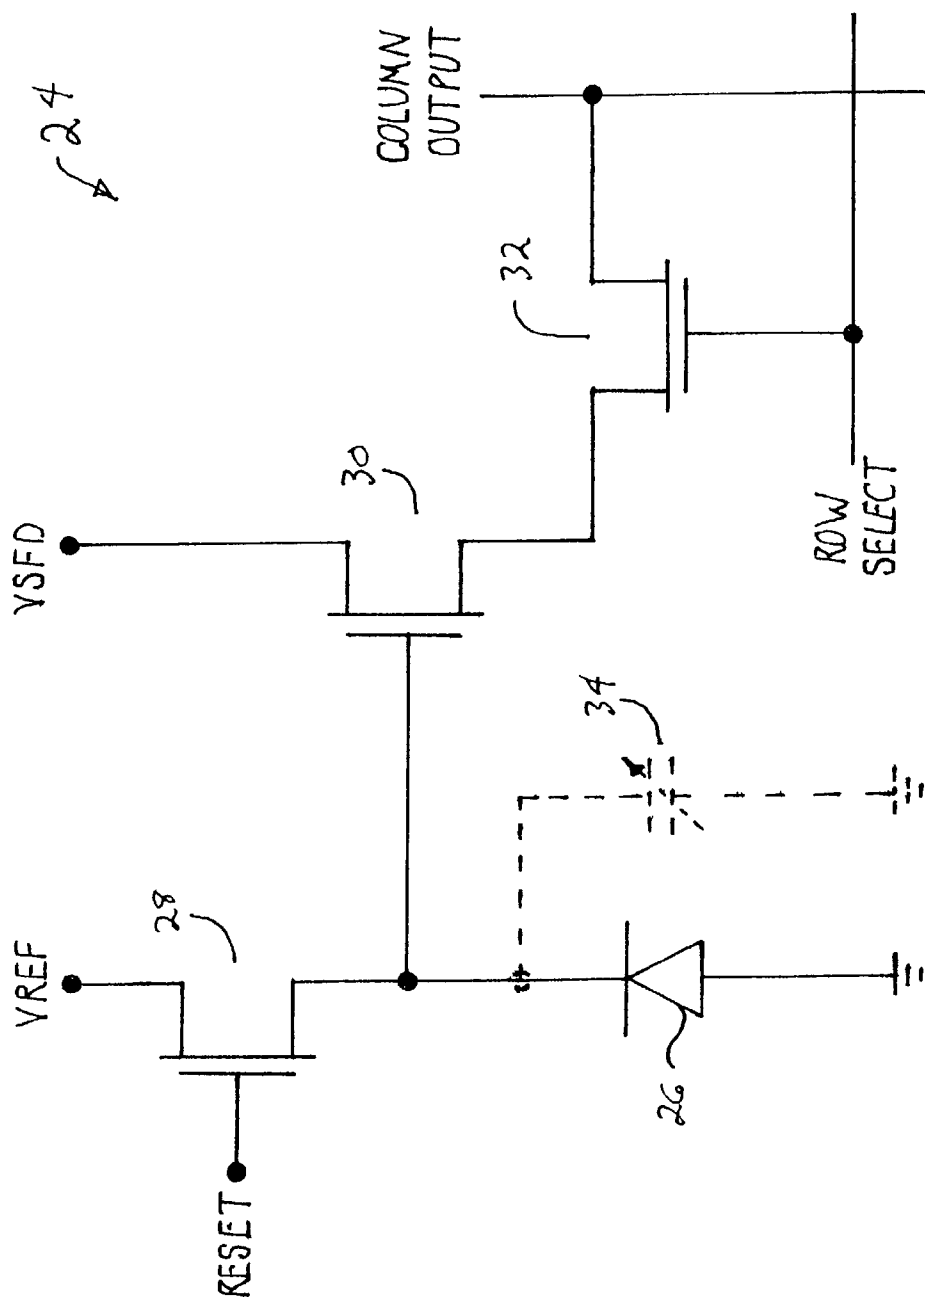 24
VREF
VSFD
28
30
RESET
COLUMN
OUTPUT
32
34
26
ROW
SELECT